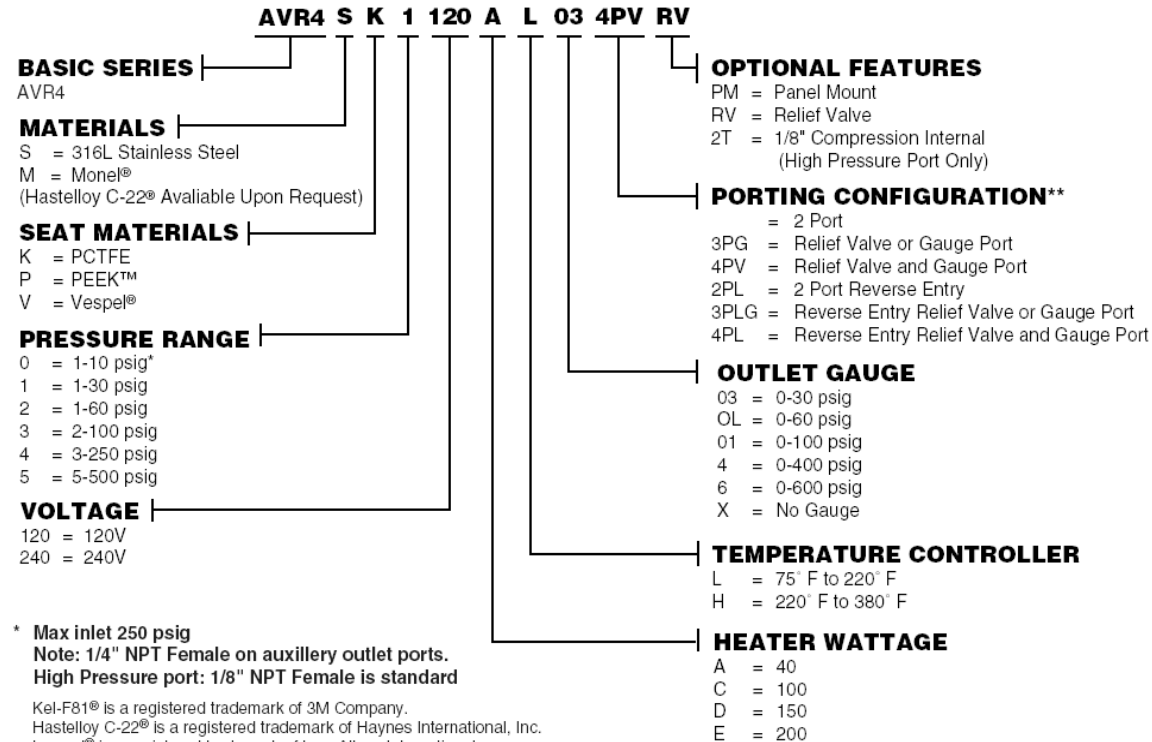 AVR4 S K 1 120 A L 03 4PV RV
BASIC SERIES
AVR4
MATERIALS
S = 316L Stainless Steel
M = Monel®
(Hastelloy C-22® Avaliable Upon Request)
SEAT MATERIALS
K = PCTFE
P = PEEK™
V = Vespel®
PRESSURE RANGE
0 = 1-10 psig*
1 = 1-30 psig
2 = 1-60 psig
3 = 2-100 psig
4 = 3-250 psig
5 = 5-500 psig
VOLTAGE
120 = 120V
240 = 240V
* Max inlet 250 psig
Note: 1/4" NPT Female on auxillery outlet ports.
High Pressure port: 1/8" NPT Female is standard
Kel-F81® is a registered trademark of 3M Company.
Hastelloy C-22® is a registered trademark of Haynes International, Inc.
OPTIONAL FEATURES
PM = Panel Mount
RV = Relief Valve
2T = 1/8" Compression Internal
(High Pressure Port Only)
PORTING CONFIGURATION**
= 2 Port
3PG = Relief Valve or Gauge Port
4PV = Relief Valve and Gauge Port
2PL = 2 Port Reverse Entry
3PLG = Reverse Entry Relief Valve or Gauge Port
4PL = Reverse Entry Relief Valve and Gauge Port
OUTLET GAUGE
03 = 0-30 psig
OL = 0-60 psig
01 = 0-100 psig
4 = 0-400 psig
6 = 0-600 psig
X = No Gauge
TEMPERATURE CONTROLLER
L = 75° F to 220° F
H = 220° F to 380° F
HEATER WATTAGE
A = 40
C = 100
D = 150
E = 200